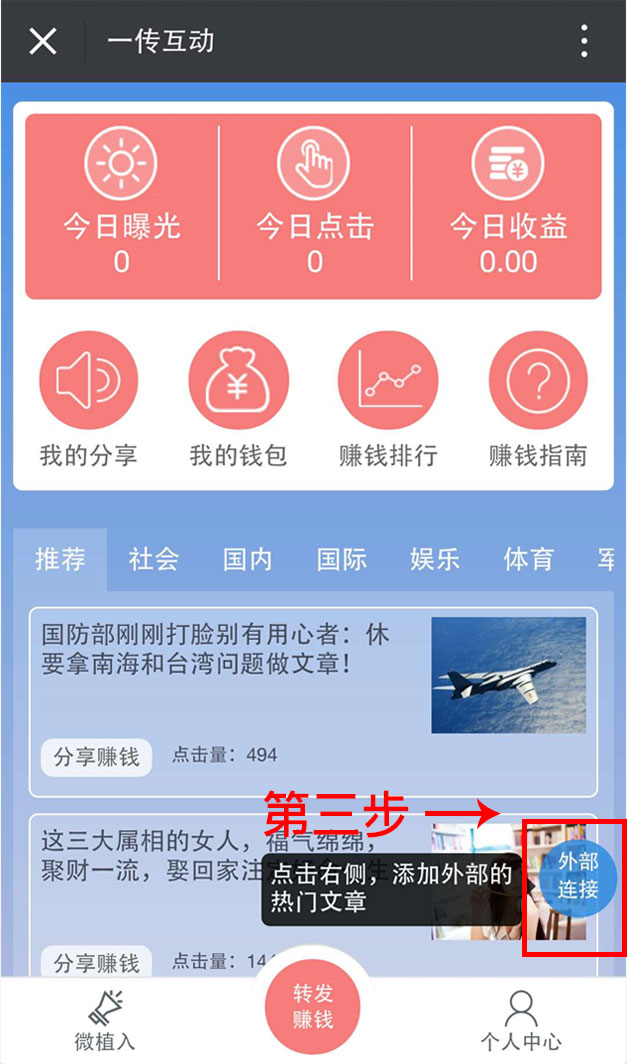 一传互动
今日曝光
0
今日点击
0
今日收益
0.00
我的分享
我的钱包
赚钱排行
赚钱指南
推荐 社会 国内 国际 娱乐 体育
国防部刚刚打脸别有用心者：休
要拿南海和台湾问题做文章！
分享赚钱 点击量：494
第三步
这三大属相的女人，福气绵绵，
聚财一流，娶回家注定
外部
连接
点击右侧，添加外部的
热门文章
分享赚钱 点击量：
微植入
转发
赚钱
个人中心